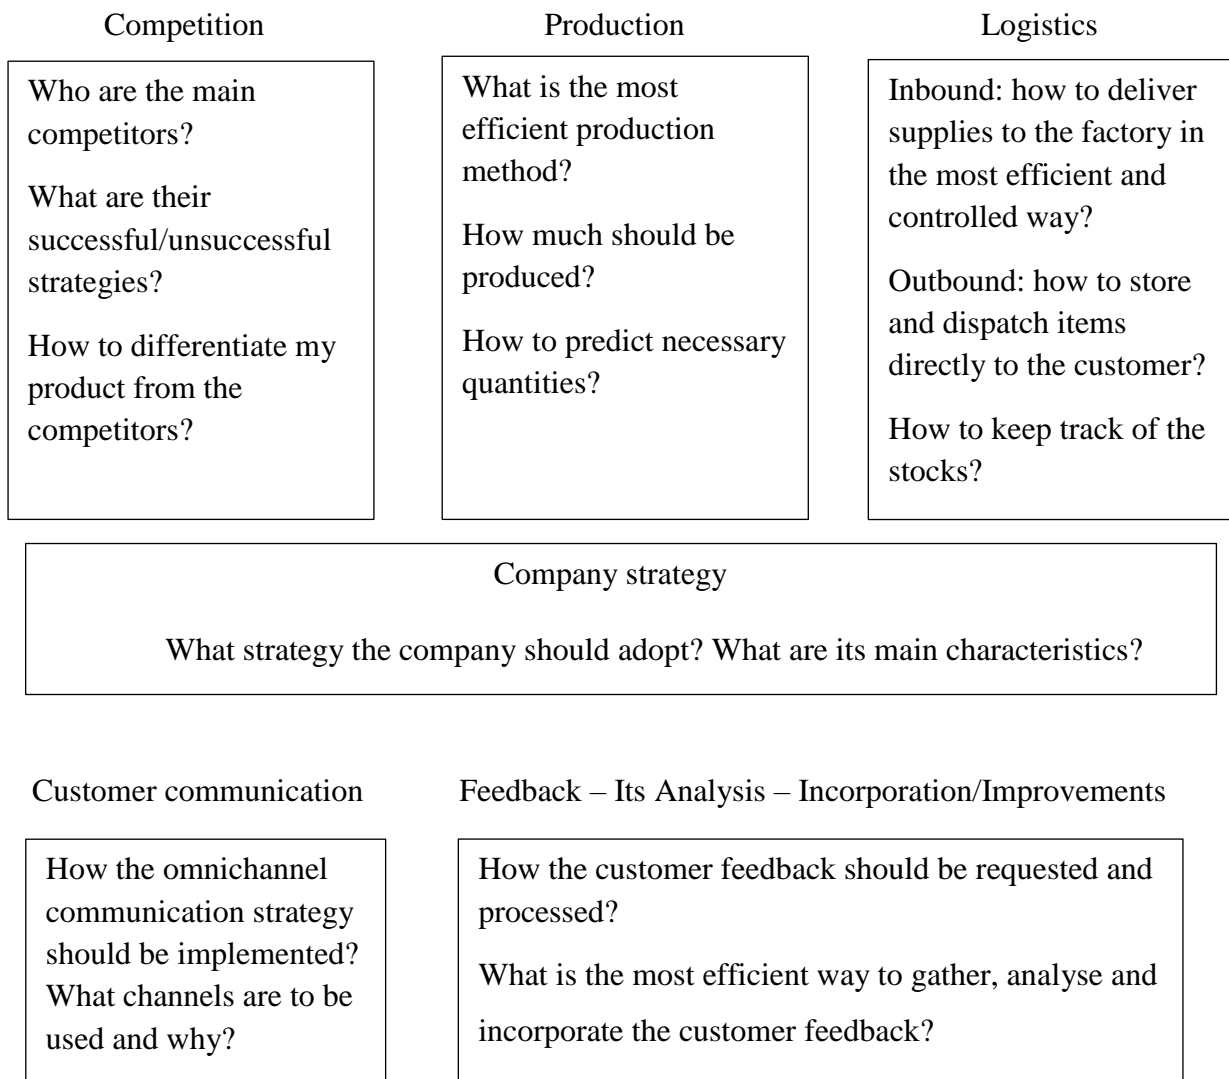 Competition
Who are the main
competitors?
What are their
successful/unsuccessful
strategies?
How to differentiate my
product from the
competitors?
Production
What is the most
efficient production
method?
How much should be
produced?
How to predict necessary
quantities?
Logistics
Inbound: how to deliver
supplies to the factory in
the most efficient and
controlled way?
Outbound: how to store
and dispatch items
directly to the customer?
How to keep track of the
stocks?
Company strategy
What strategy the company should adopt? What are its main characteristics?
Customer communication
How the omnichannel
communication strategy
should be implemented?
What channels are to be
used and why?
Feedback – Its Analysis – Incorporation/Improvements
How the customer feedback should be requested and
processed?
What is the most efficient way to gather, analyse and
incorporate the customer feedback?